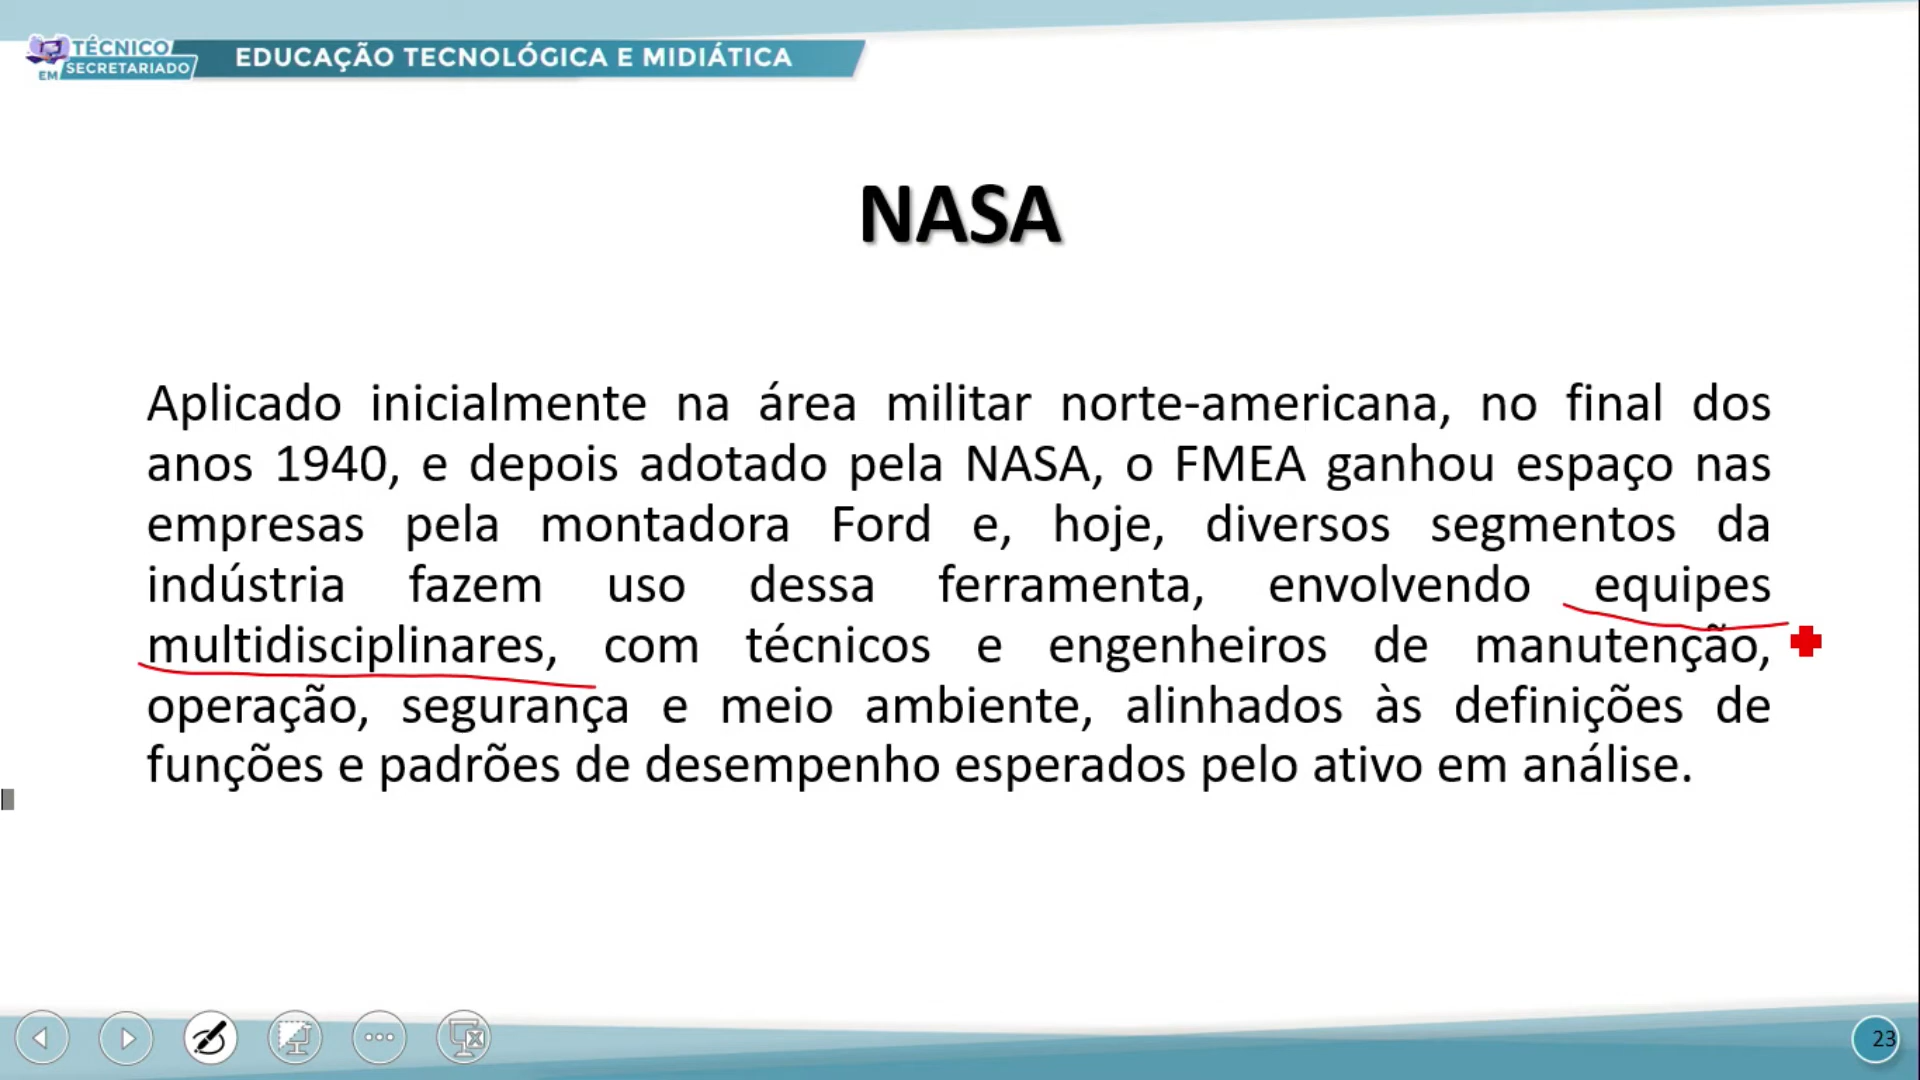 TÉCNICO
EM SECRETARIADO
EDUCAÇÃO TECNOLÓGICA E MIDIÁTICA
NASA
Aplicado inicialmente na área militar norte-americana, no final dos
anos 1940, e depois adotado pela NASA, o FMEA ganhou espaço nas
empresas pela montadora Ford e, hoje, diversos segmentos da
indústria fazem uso dessa ferramenta, envolvendo equipes
multidisciplinares, com técnicos e engenheiros de manutenção,
operação, segurança e meio ambiente, alinhados às definições de
funções e padrões de desempenho esperados pelo ativo em análise.
23